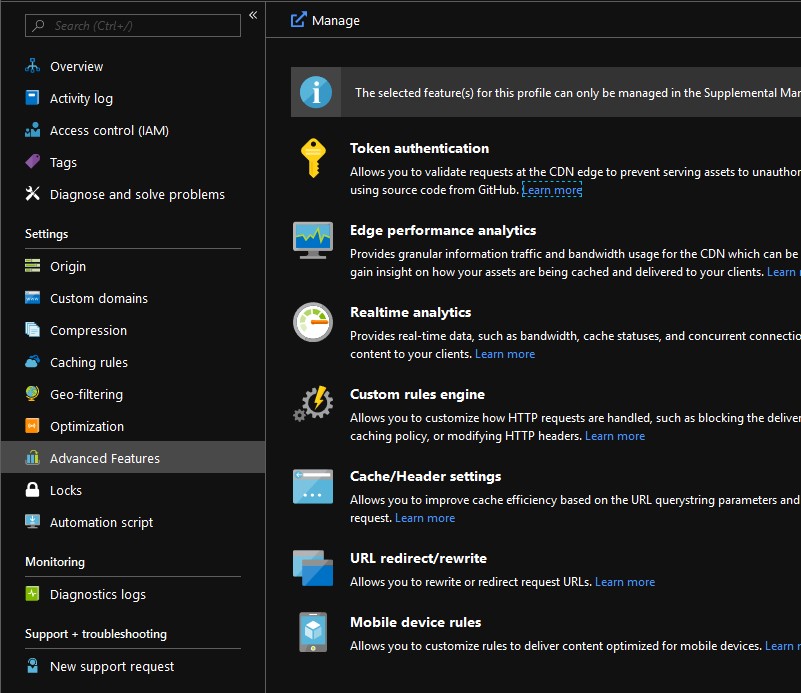 Search (Ctrl+/)
«
Overview
Activity log
Access control (IAM)
Tags
Diagnose and solve problems
Settings
Origin
Custom domains
Compression
Caching rules
Geo-filtering
Optimization
Advanced Features
Locks
Automation script
Monitoring
Diagnostics logs
Support + troubleshooting
New support request
Manage
The selected feature(s) for this profile can only be managed in the Supplemental
Token authentication
Allows you to validate requests at the CDN edge to prevent serving assets to
using source code from GitHub. Learn more
Edge performance analytics
Provides granular information traffic and bandwidth usage for the CDN which can be
gain insight on how your assets are being cached and delivered to your clients. Learn
Realtime analytics
Provides real-time data, such as bandwidth, cache statuses, and concurrent
content to your clients. Learn more
Custom rules engine
Allows you to customize how HTTP requests are handled, such as blocking the
caching policy, or modifying HTTP headers. Learn more
Cache/Header settings
Allows you to improve cache efficiency based on the URL querystring parameters and
request. Learn more
URL redirect/rewrite
Allows you to rewrite or redirect request URLs. Learn more
Mobile device rules
Allows you to customize rules to deliver content optimized for mobile devices. Learn